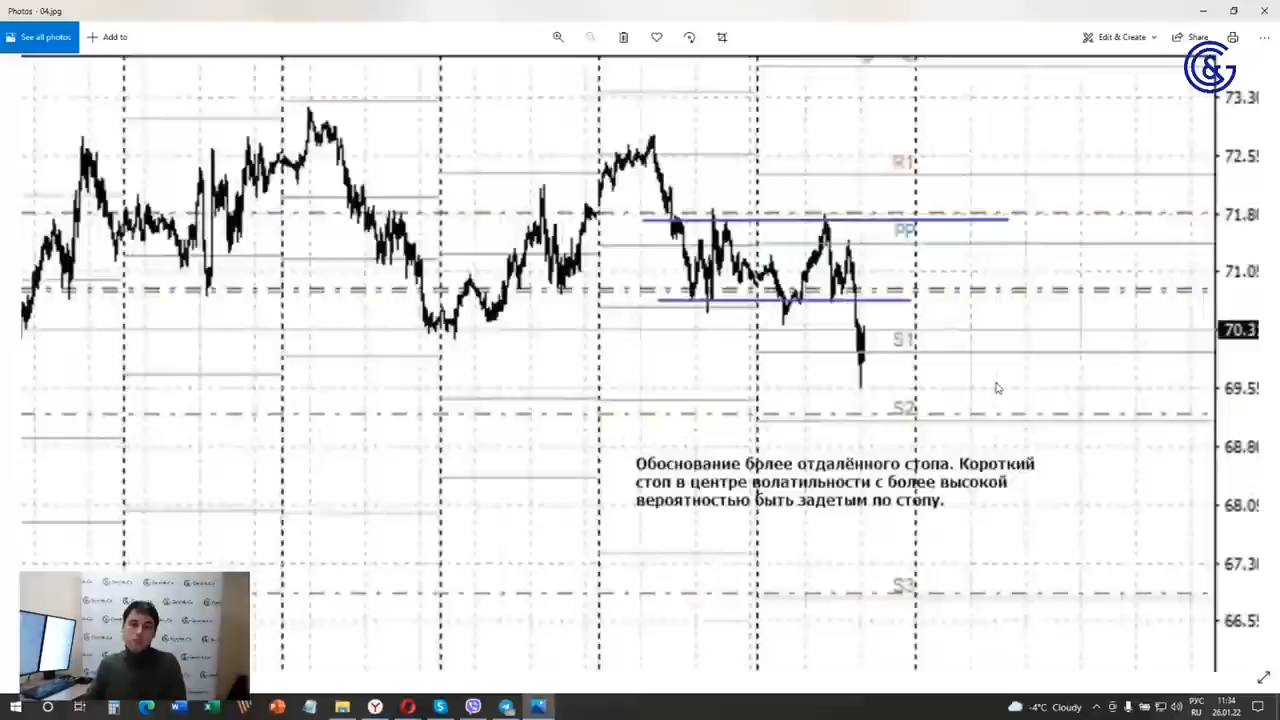 Photos - 04.jpg
See all photos
Add to
Edit & Create
Share
73.3
72.5
71.8
71.0
70.3
69.5
68.8
68.0
67.3
66.5
R1
PP
S1
S2
Обоснование более отдалённого стопа. Короткий
стоп в центре волатильности с более высокой
вероятностью быть задетым по стопу.
S3
-4°C Cloudy
РУС
RU
11:34
26.01.22